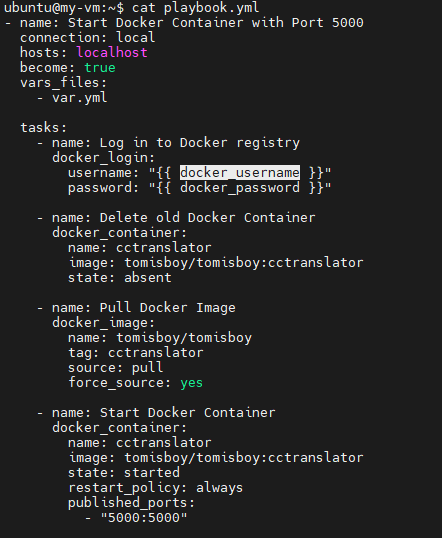 ubuntu@my-vm:~$ cat playbook.yml
- name: Start Docker Container with Port 5000
  connection: local
  hosts: localhost
  become: true
  vars_files:
    - var.yml

  tasks:
    - name: Log in to Docker registry
      docker_login:
        username: "{{ docker_username }}"
        password: "{{ docker_password }}"

    - name: Delete old Docker Container
      docker_container:
        name: cctranslator
        image: tomisboy/tomisboy:cctranslator
        state: absent

    - name: Pull Docker Image
      docker_image:
        name: tomisboy/tomisboy
        tag: cctranslator
        source: pull
        force_source: yes

    - name: Start Docker Container
      docker_container:
        name: cctranslator
        image: tomisboy/tomisboy:cctranslator
        state: started
        restart_policy: always
        published_ports:
          - "5000:5000"